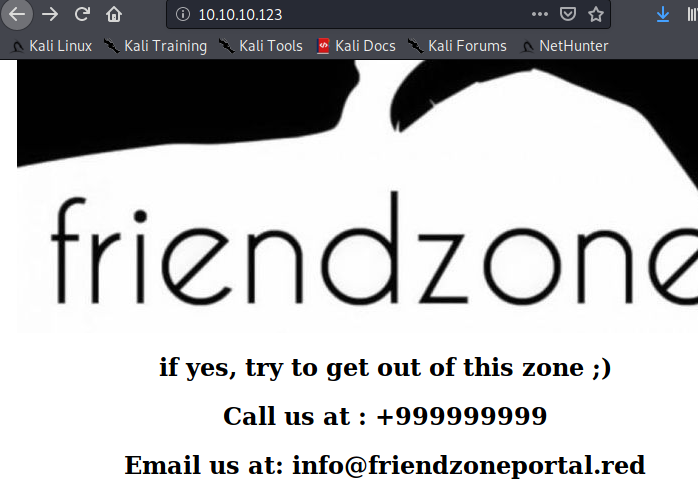 10.10.10.123
Kali Linux Kali Training Kali Tools Kali Docs Kali Forums NetHunter
friendzone
if yes, try to get out of this zone ;)
Call us at : +999999999
Email us at: info@friendzoneportal.red